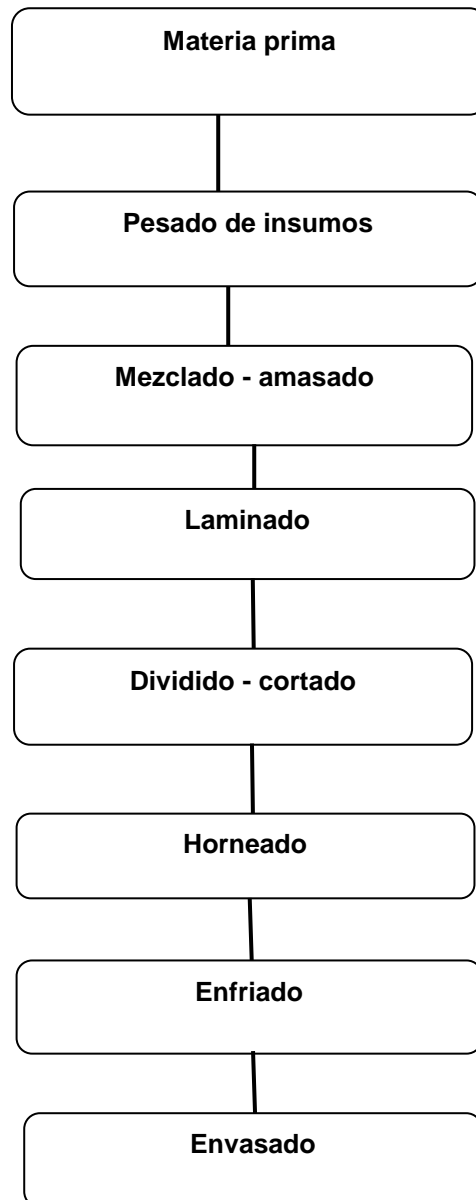 Materia prima
Pesado de insumos
Mezclado - amasado
Laminado
Dividido - cortado
Horneado
Enfriado
Envasado